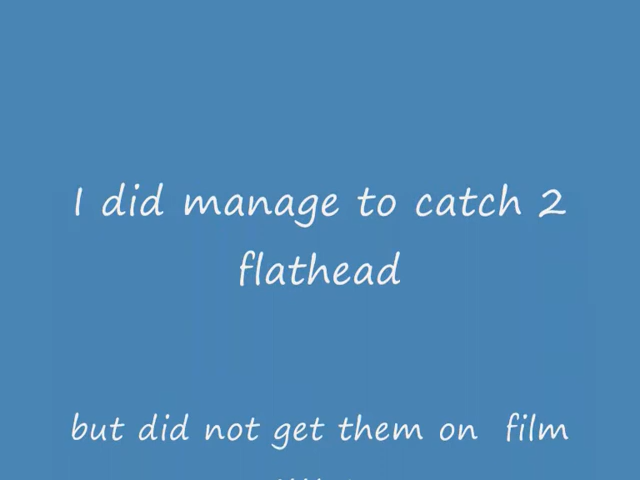 I did manage to catch 2
flathead
but did not get them on film